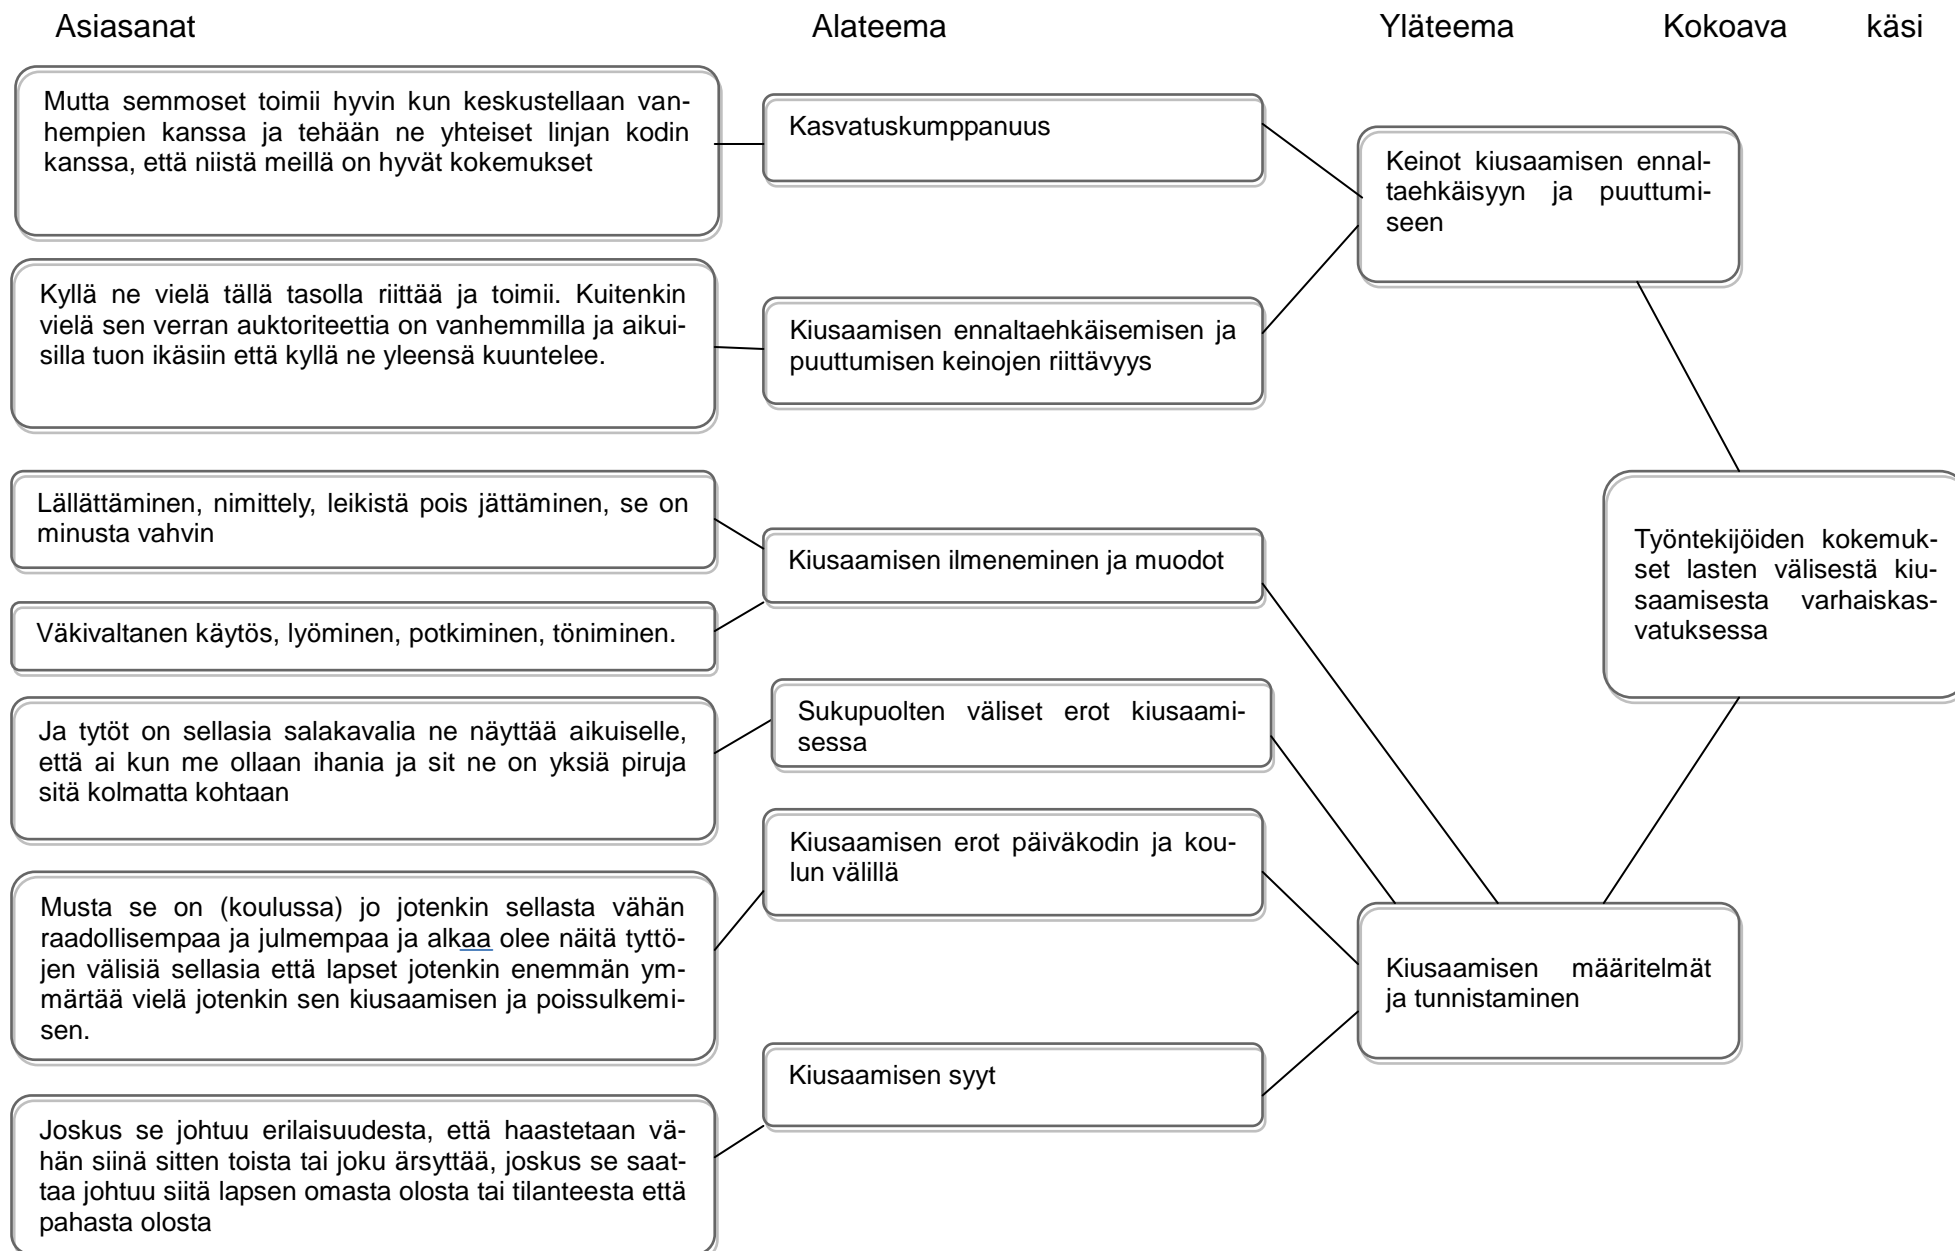 Asiasanat Alateema Yläteema Kokoava käsi
Mutta semmoset toimii hyvin kun keskustellaan van-
hempien kanssa ja tehään ne yhteiset linjan kodin
kanssa, että niistä meillä on hyvät kokemukset
Kasvatuskumppanuus
Keinot kiusaamisen ennal-
taehkäisyyn ja puuttumi-
seen
Kyllä ne vielä tällä tasolla riittää ja toimii. Kuitenkin
vielä sen verran auktoriteettia on vanhemmilla ja aikui-
silla tuon ikäsiin että kyllä ne yleensä kuuntelee.
Kiusaamisen ennaltaehkäisemisen ja
puuttumisen keinojen riittävyys
Lällättäminen, nimittely, leikistä pois jättäminen, se on
minusta vahvin
Kiusaamisen ilmeneminen ja muodot
Työntekijöiden kokemuk-
set lasten välisestä kiu-
saamisesta varhaiskas-
vatuksessa
Väkivaltanen käytös, lyöminen, potkiminen, töniminen.
Ja tytöt on sellasia salakavalia ne näyttää aikuiselle,
että ai kun me ollaan ihania ja sit ne on yksiä piruja
sitä kolmatta kohtaan
Sukupuolten väliset erot kiusaami-
sessa
Kiusaamisen erot päiväkodin ja kou-
lun välillä
Musta se on (koulussa) jo jotenkin sellasta vähän
raadollisempaa ja julmempaa ja alkaa olee näitä tyttö-
jen välisiä sellasia että lapset jotenkin enemmän ym-
märtää vielä jotenkin sen kiusaamisen ja poissulkemi-
sen.
Kiusaamisen määritelmät
ja tunnistaminen
Kiusaamisen syyt
Joskus se johtuu erilaisuudesta, että haastetaan vä-
hän siinä sitten toista tai joku ärsyttää, joskus se saat-
taa johtuu siitä lapsen omasta olosta tai tilanteesta että
pahasta olosta